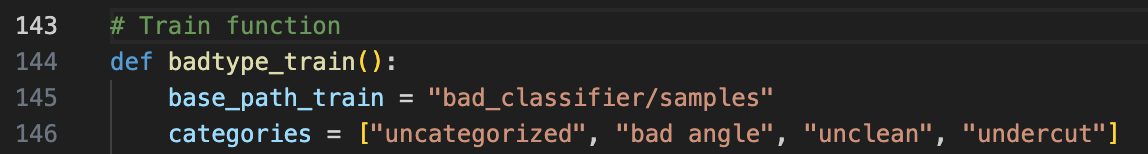 143 # Train function
144 def badtype_train():
145     base_path_train = "bad_classifier/samples"
146     categories = ["uncategorized", "bad angle", "unclean", "undercut"]